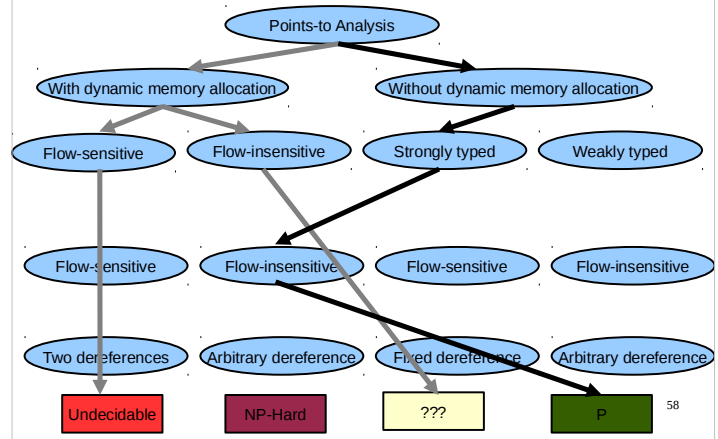 Points-to Analysis
With dynamic memory allocation
Without dynamic memory allocation
Flow-sensitive
Flow-insensitive
Strongly typed
Weakly typed
Flow-sensitive
Flow-insensitive
Flow-sensitive
Flow-insensitive
Two dereferences
Arbitrary dereference
Fixed dereference
Arbitrary dereference
Undecidable
NP-Hard
???
P
58